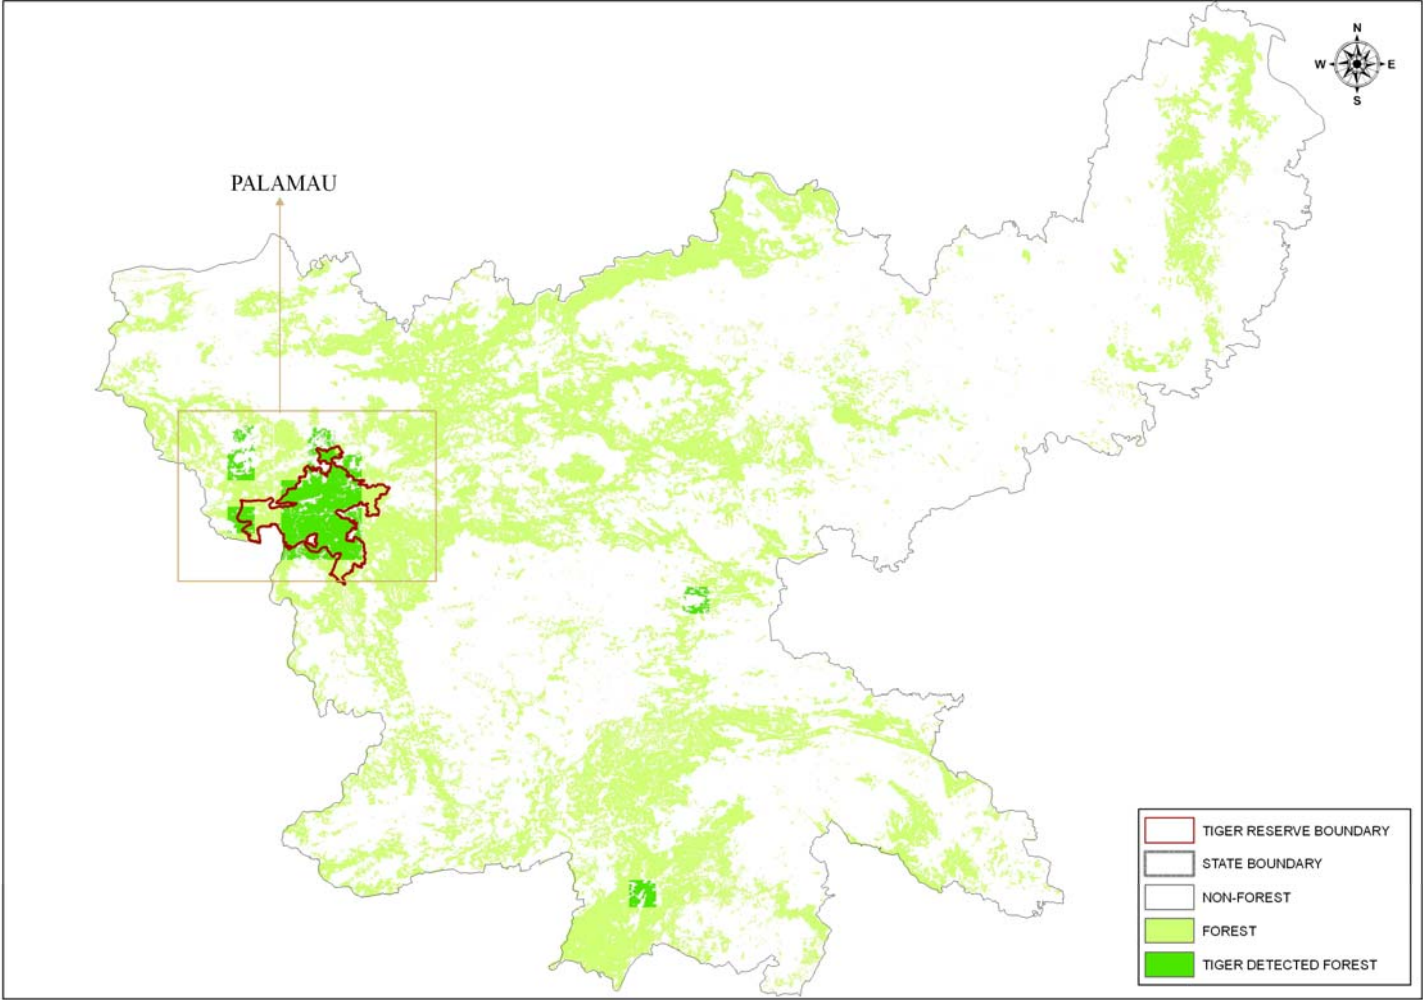 N
W E
S
PALAMAU
TIGER RESERVE BOUNDARY
STATE BOUNDARY
NON-FOREST
FOREST
TIGER DETECTED FOREST